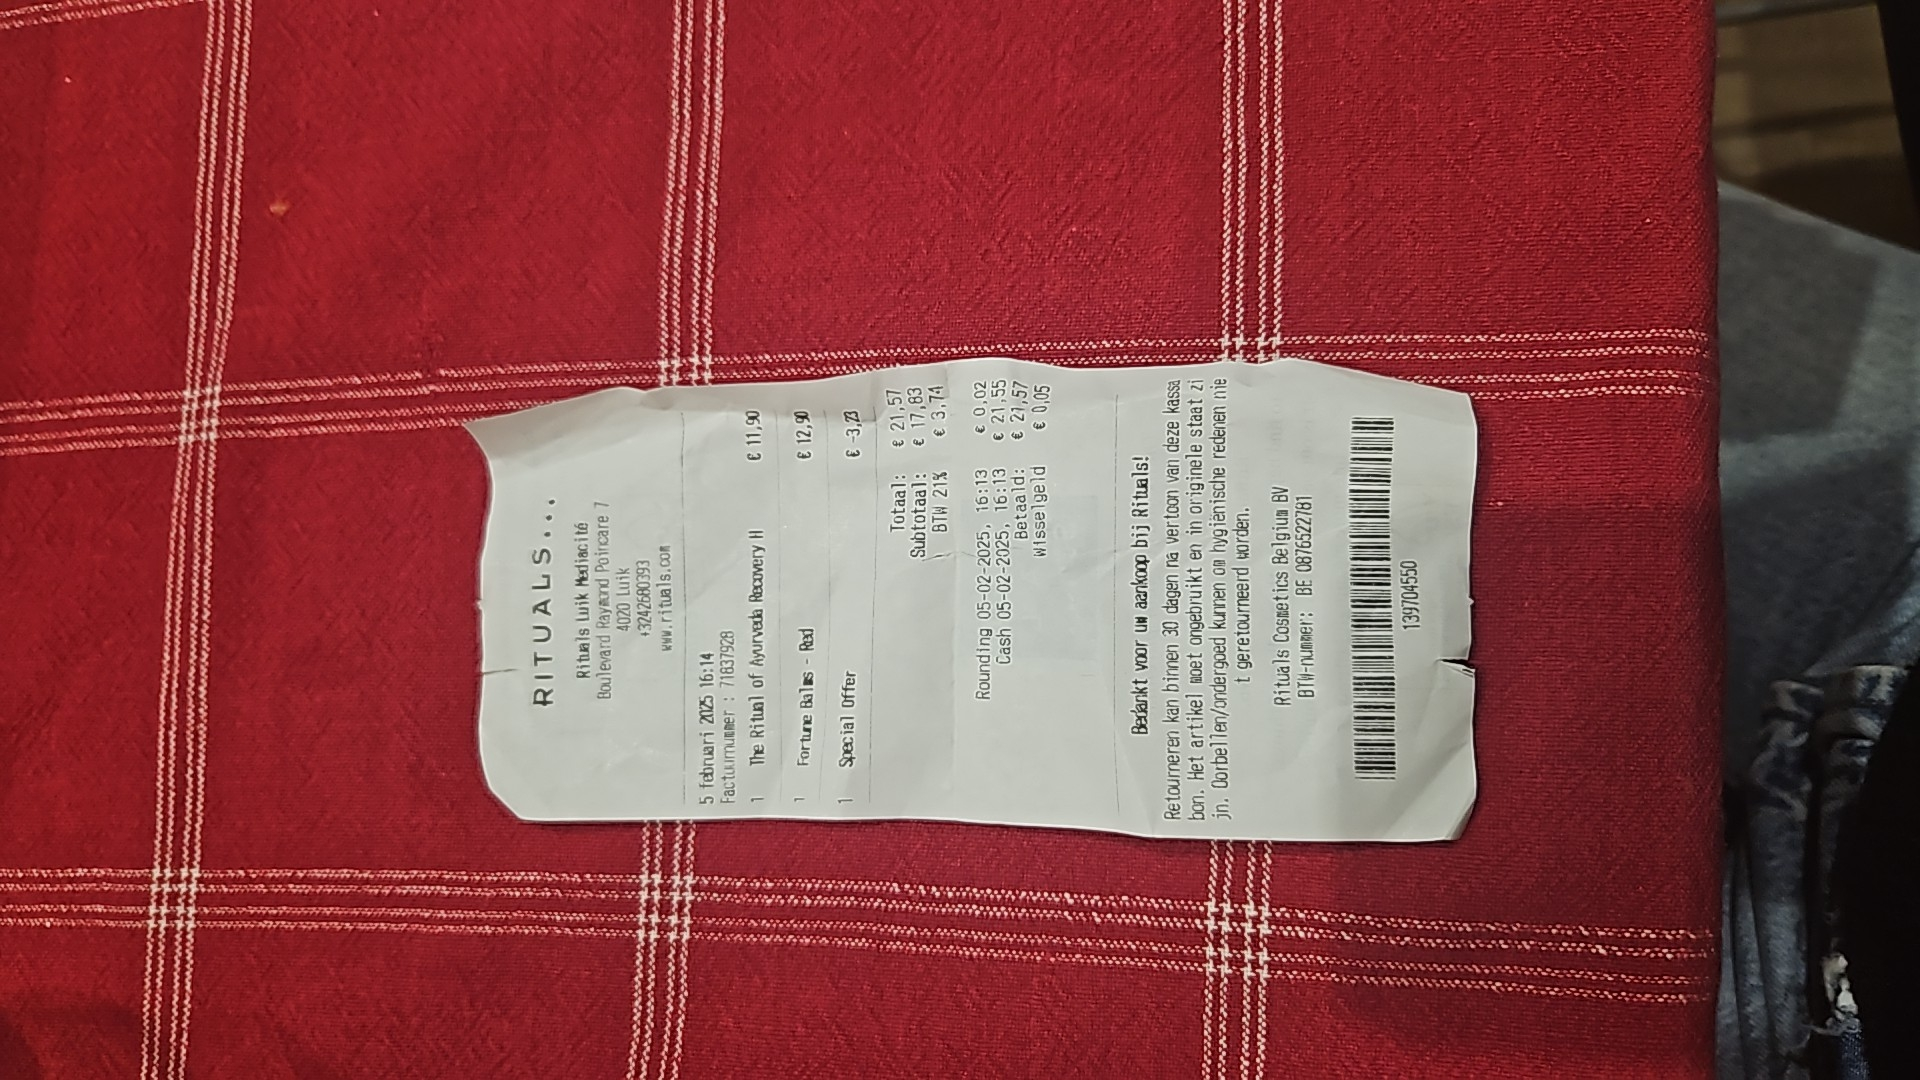 RITUALS...
Rituals Luik Mediacité
Boulevard Raymond Poircare 7
4020 Luik
+3242680393
www.rituals.com
5 februari 2025 16:14
Factuurnummer : 71837928
1 The Ritual of Ayurveda Recovery H € 11,90
1 Fortune Balms - Red € 12,90
1 Special Offer € -3,23
Totaal: € 21,57
Subtotaal: € 17,83
BTW 21% € 3,74
Rounding 05-02-2025, 16:13 € 0,02
Cash 05-02-2025, 16:13 € 21,55
Betaald: € 21,57
Wisselgeld € 0,05
Bedankt voor uw aankoop bij Rituals!
Retourneren kan binnen 30 dagen na vertoon van deze kassa
bon. Het artikel moet ongebruikt en in originele staat zi
jn. Oorbellen/ondergoed kunnen om hygiënische redenen nie
t geretourneerd worden.
Rituals Cosmetics Belgium BV
BTW-nummer: BE 0876522781
139704550